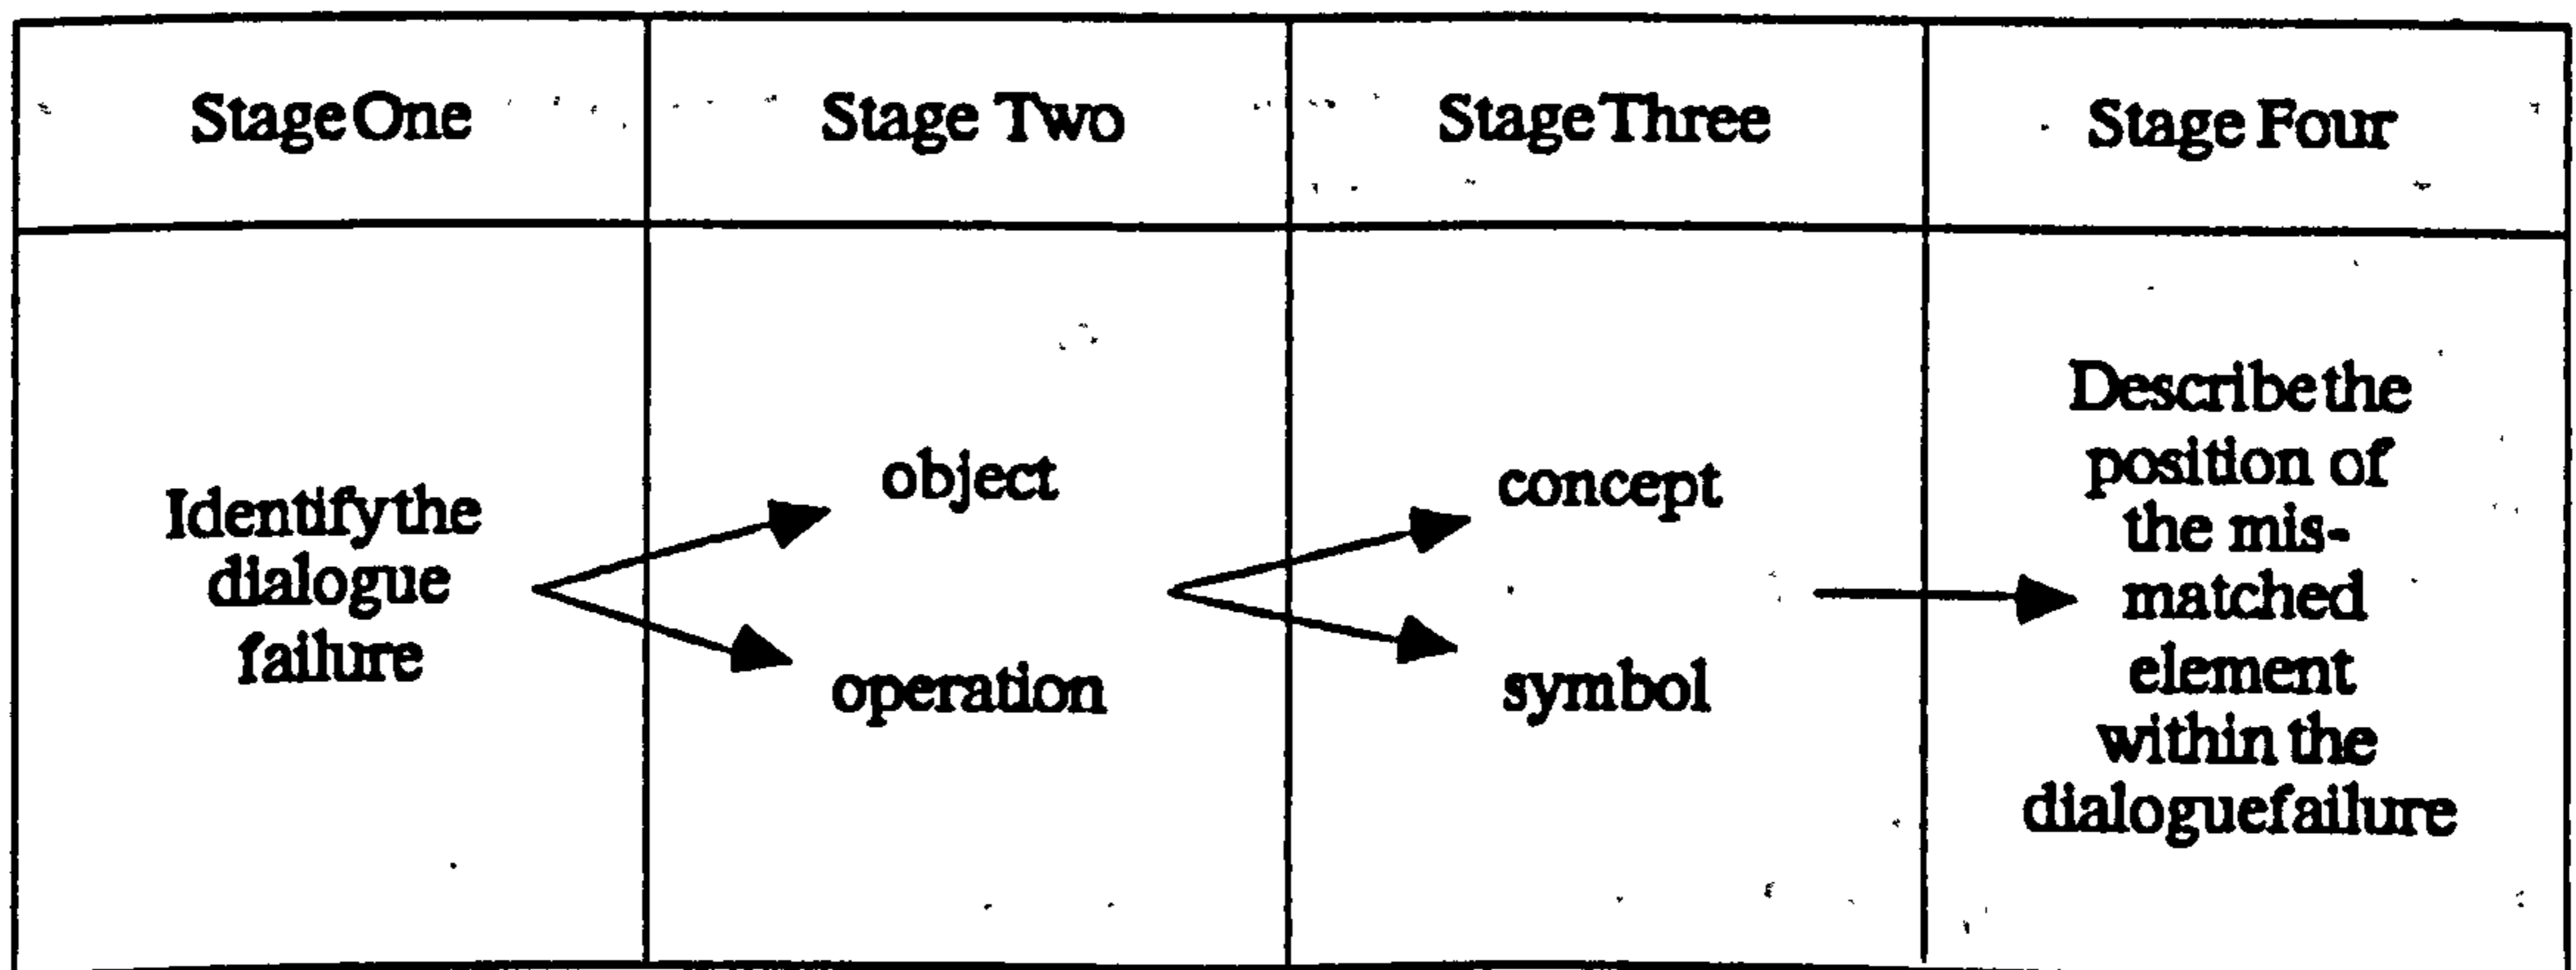 Stage One
Stage Two
Stage Three
Stage Four
Identify the
dialogue
failure
object
operation
concept
symbol
Describe the
position of
the mis-
matched
element
within the
dialogue failure